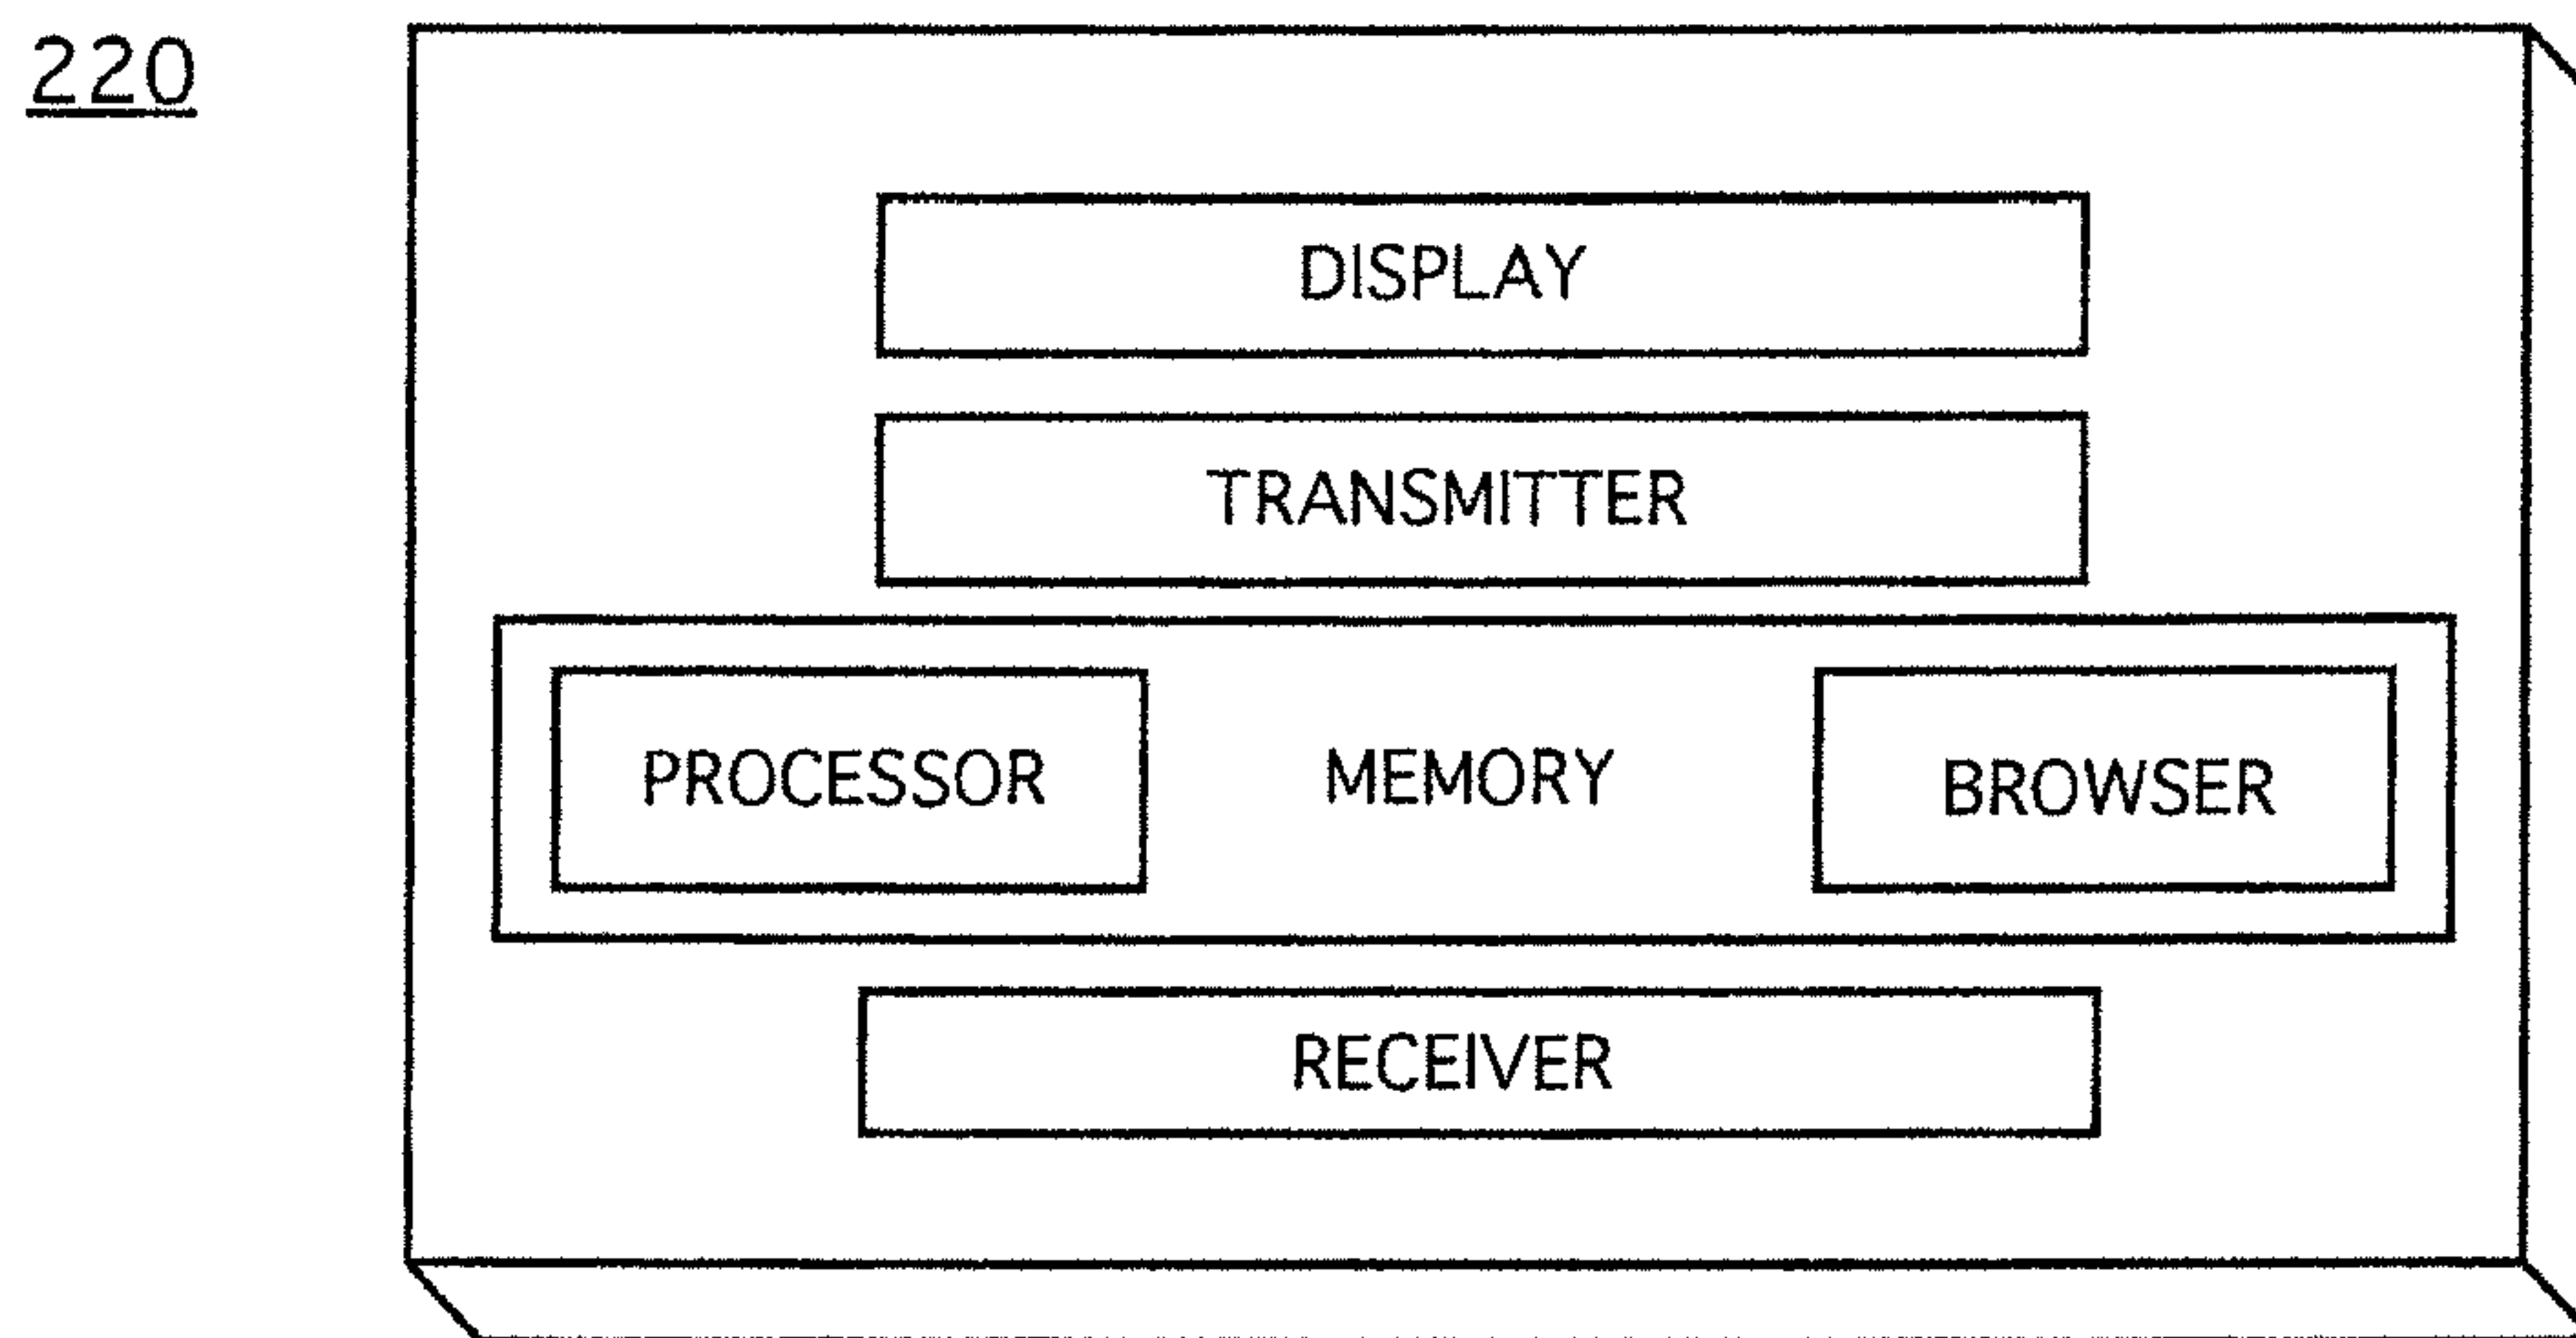 220
DISPLAY
TRANSMITTER
PROCESSOR MEMORY BROWSER
RECEIVER